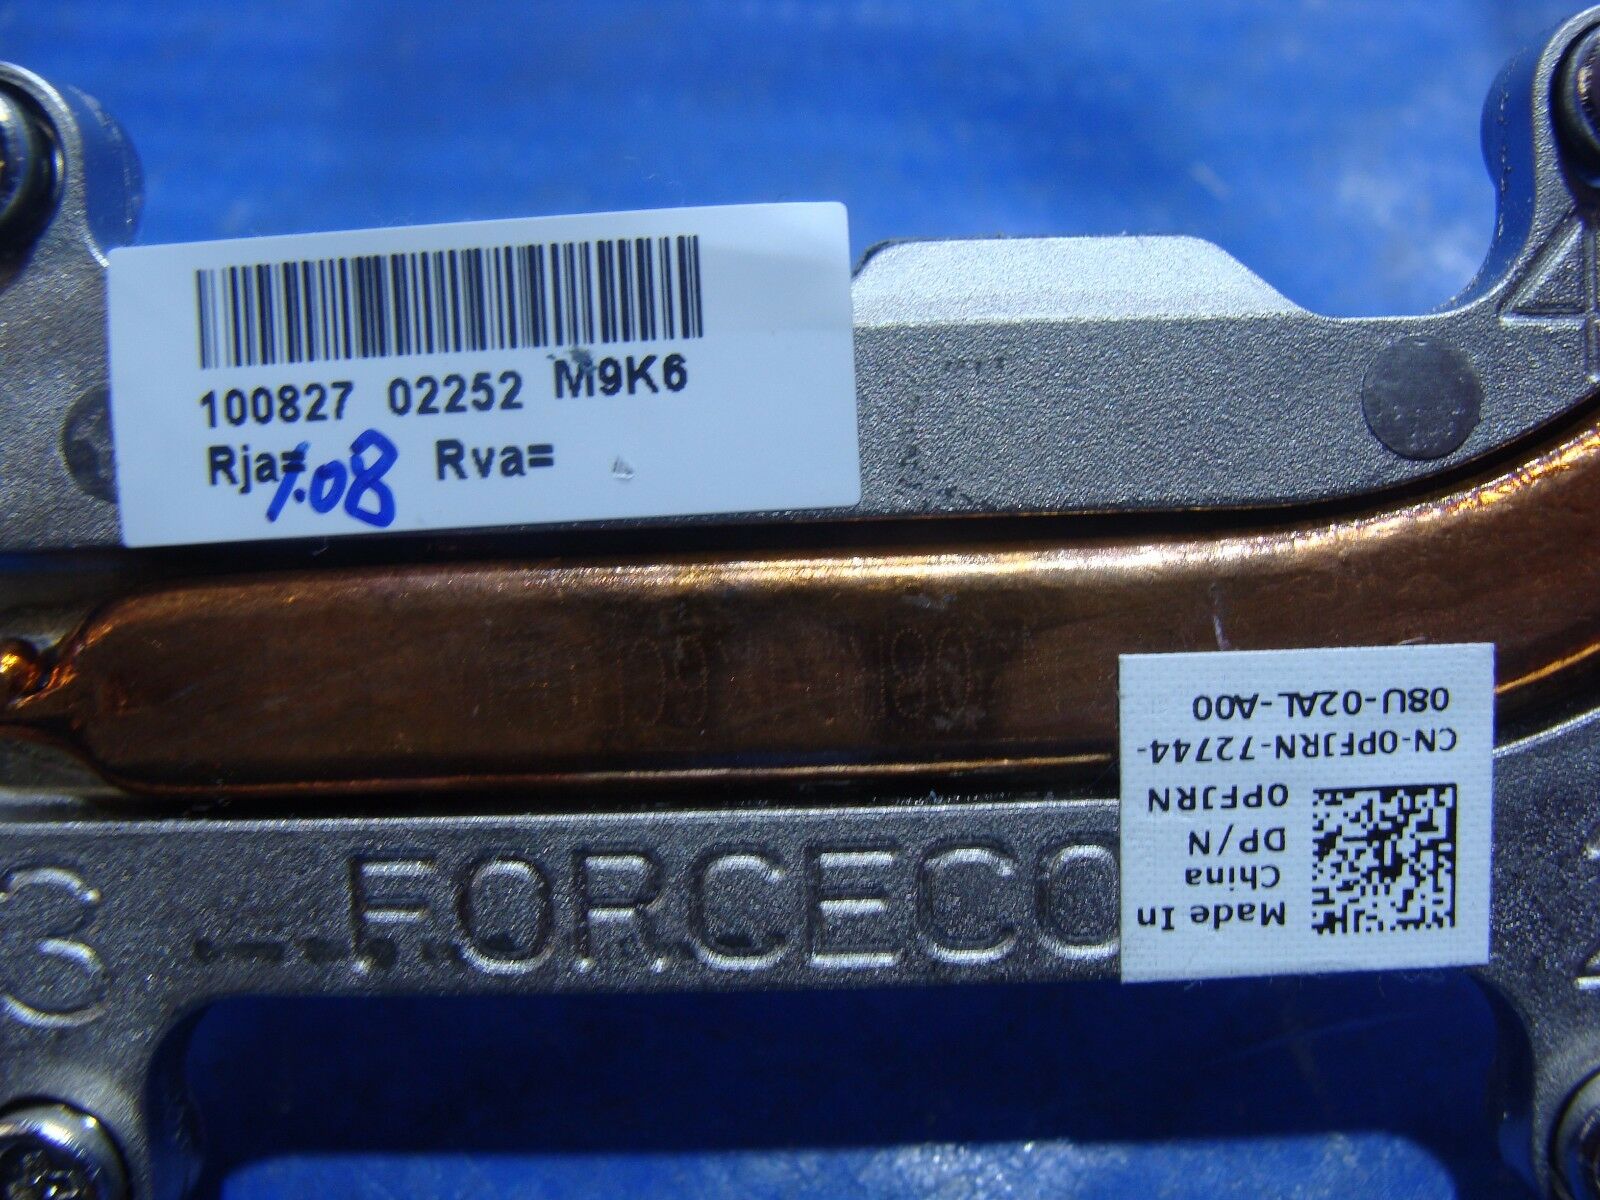 100827 02252 M9K6
Rja=1.08 Rva=
3 FORCECO
Made In
China
DP/N
0PFJRN
CN-0PFJRN-72744-
08U-02AL-A00